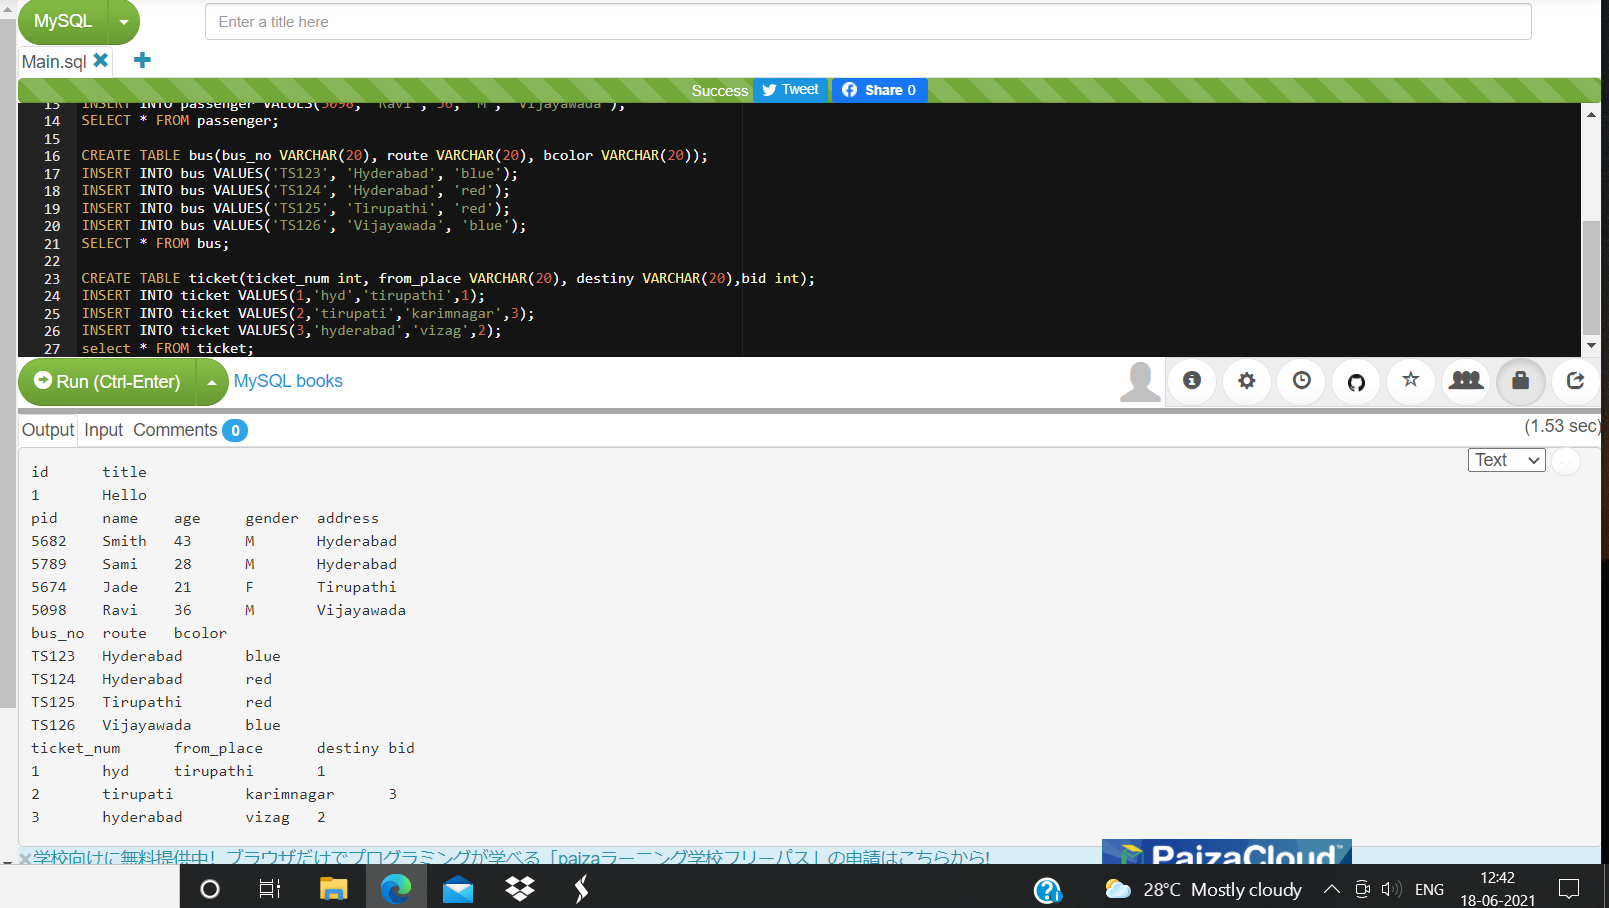 MySQL
Enter a title here
Main.sql
Success Tweet Share 0
13 INSERT INTO passenger VALUES(5098, 'Ravi', 36, 'M', 'Vijayawada');
14 SELECT * FROM passenger;
15
16 CREATE TABLE bus(bus_no VARCHAR(20), route VARCHAR(20), bcolor VARCHAR(20));
17 INSERT INTO bus VALUES('TS123', 'Hyderabad', 'blue');
18 INSERT INTO bus VALUES('TS124', 'Hyderabad', 'red');
19 INSERT INTO bus VALUES('TS125', 'Tirupathi', 'red');
20 INSERT INTO bus VALUES('TS126', 'Vijayawada', 'blue');
21 SELECT * FROM bus;
22
23 CREATE TABLE ticket(ticket_num int, from_place VARCHAR(20), destiny VARCHAR(20),bid int);
24 INSERT INTO ticket VALUES(1,'hyd','tirupathi',1);
25 INSERT INTO ticket VALUES(2,'tirupati','karimnagar',3);
26 INSERT INTO ticket VALUES(3,'hyderabad','vizag',2);
27 select * FROM ticket;
Run (Ctrl-Enter) MySQL books
Output Input Comments 0 (1.53 sec)
Text
id title
1 Hello
pid name age gender address
5682 Smith 43 M Hyderabad
5789 Sami 28 M Hyderabad
5674 Jade 21 F Tirupathi
5098 Ravi 36 M Vijayawada
bus_no route bcolor
TS123 Hyderabad blue
TS124 Hyderabad red
TS125 Tirupathi red
TS126 Vijayawada blue
ticket_num from_place destiny bid
1 hyd tirupathi 1
2 tirupati karimnagar 3
3 hyderabad vizag 2
学校向けに無料提供中！ブラウザだけでプログラミングが学べる「paizaラーニング学校フリーパス」の申請はこちらから!
PaizaCloud™
28°C Mostly cloudy ENG 12:42
18-06-2021